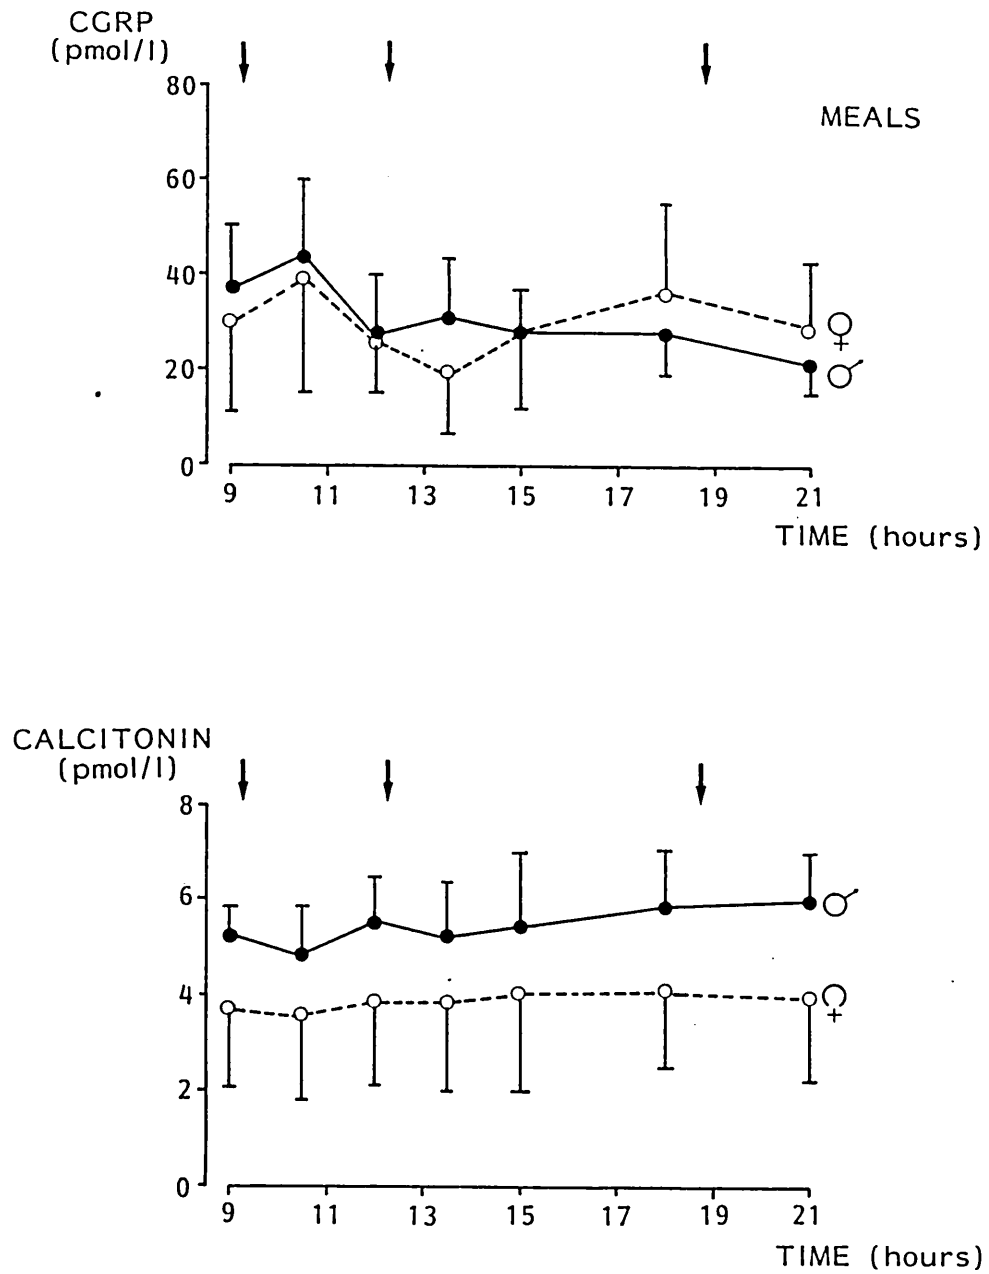 CGRP
(pmol/l)
MEALS
80
60
40
20
0
♀
♂
9 11 13 15 17 19 21
TIME (hours)
CALCITONIN
(pmol/l)
8
6
4
2
0
♂
♀
9 11 13 15 17 19 21
TIME (hours)